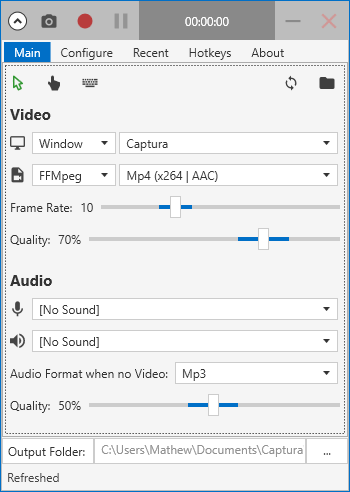 00:00:00
Main Configure Recent Hotkeys About
Video
Window Captura
FFMpeg Mp4 (x264 | AAC)
Frame Rate: 10
Quality: 70%
Audio
[No Sound]
[No Sound]
Audio Format when no Video: Mp3
Quality: 50%
Output Folder: C:\Users\Mathew\Documents\Captura ...
Refreshed